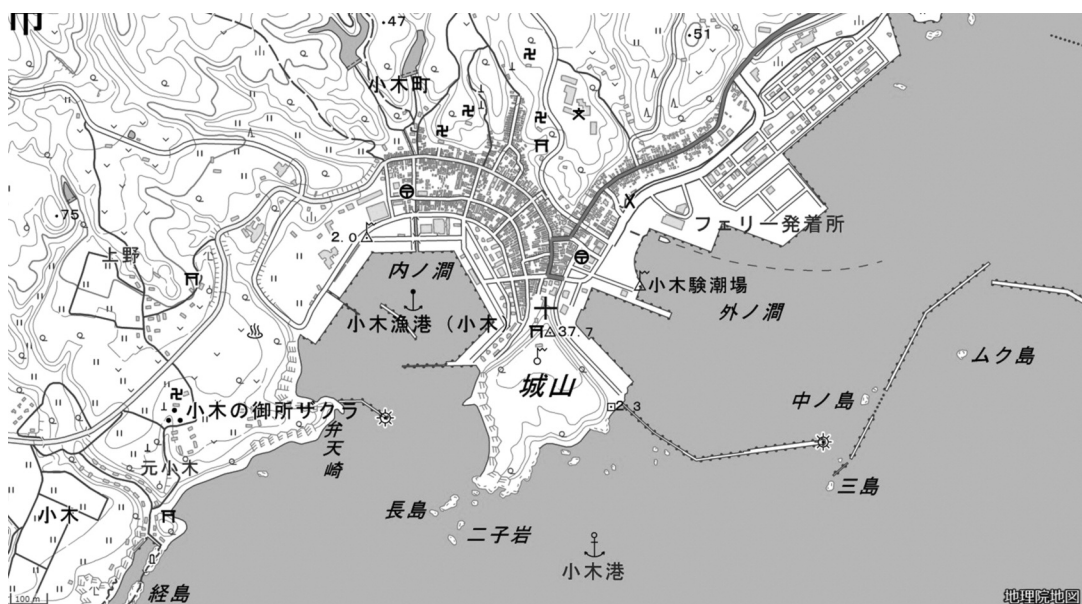 市
・47
・51
小木町
・75
上野
2.0
内ノ澗
フェリー発着所
小木験潮場
小木漁港（小木）
外ノ澗
37.7
ムク島
城山
中ノ島
2.3
小木の御所ザクラ
弁天崎
元小木
三島
長島
小木
二子岩
小木港
経島
100 m
地理院地図